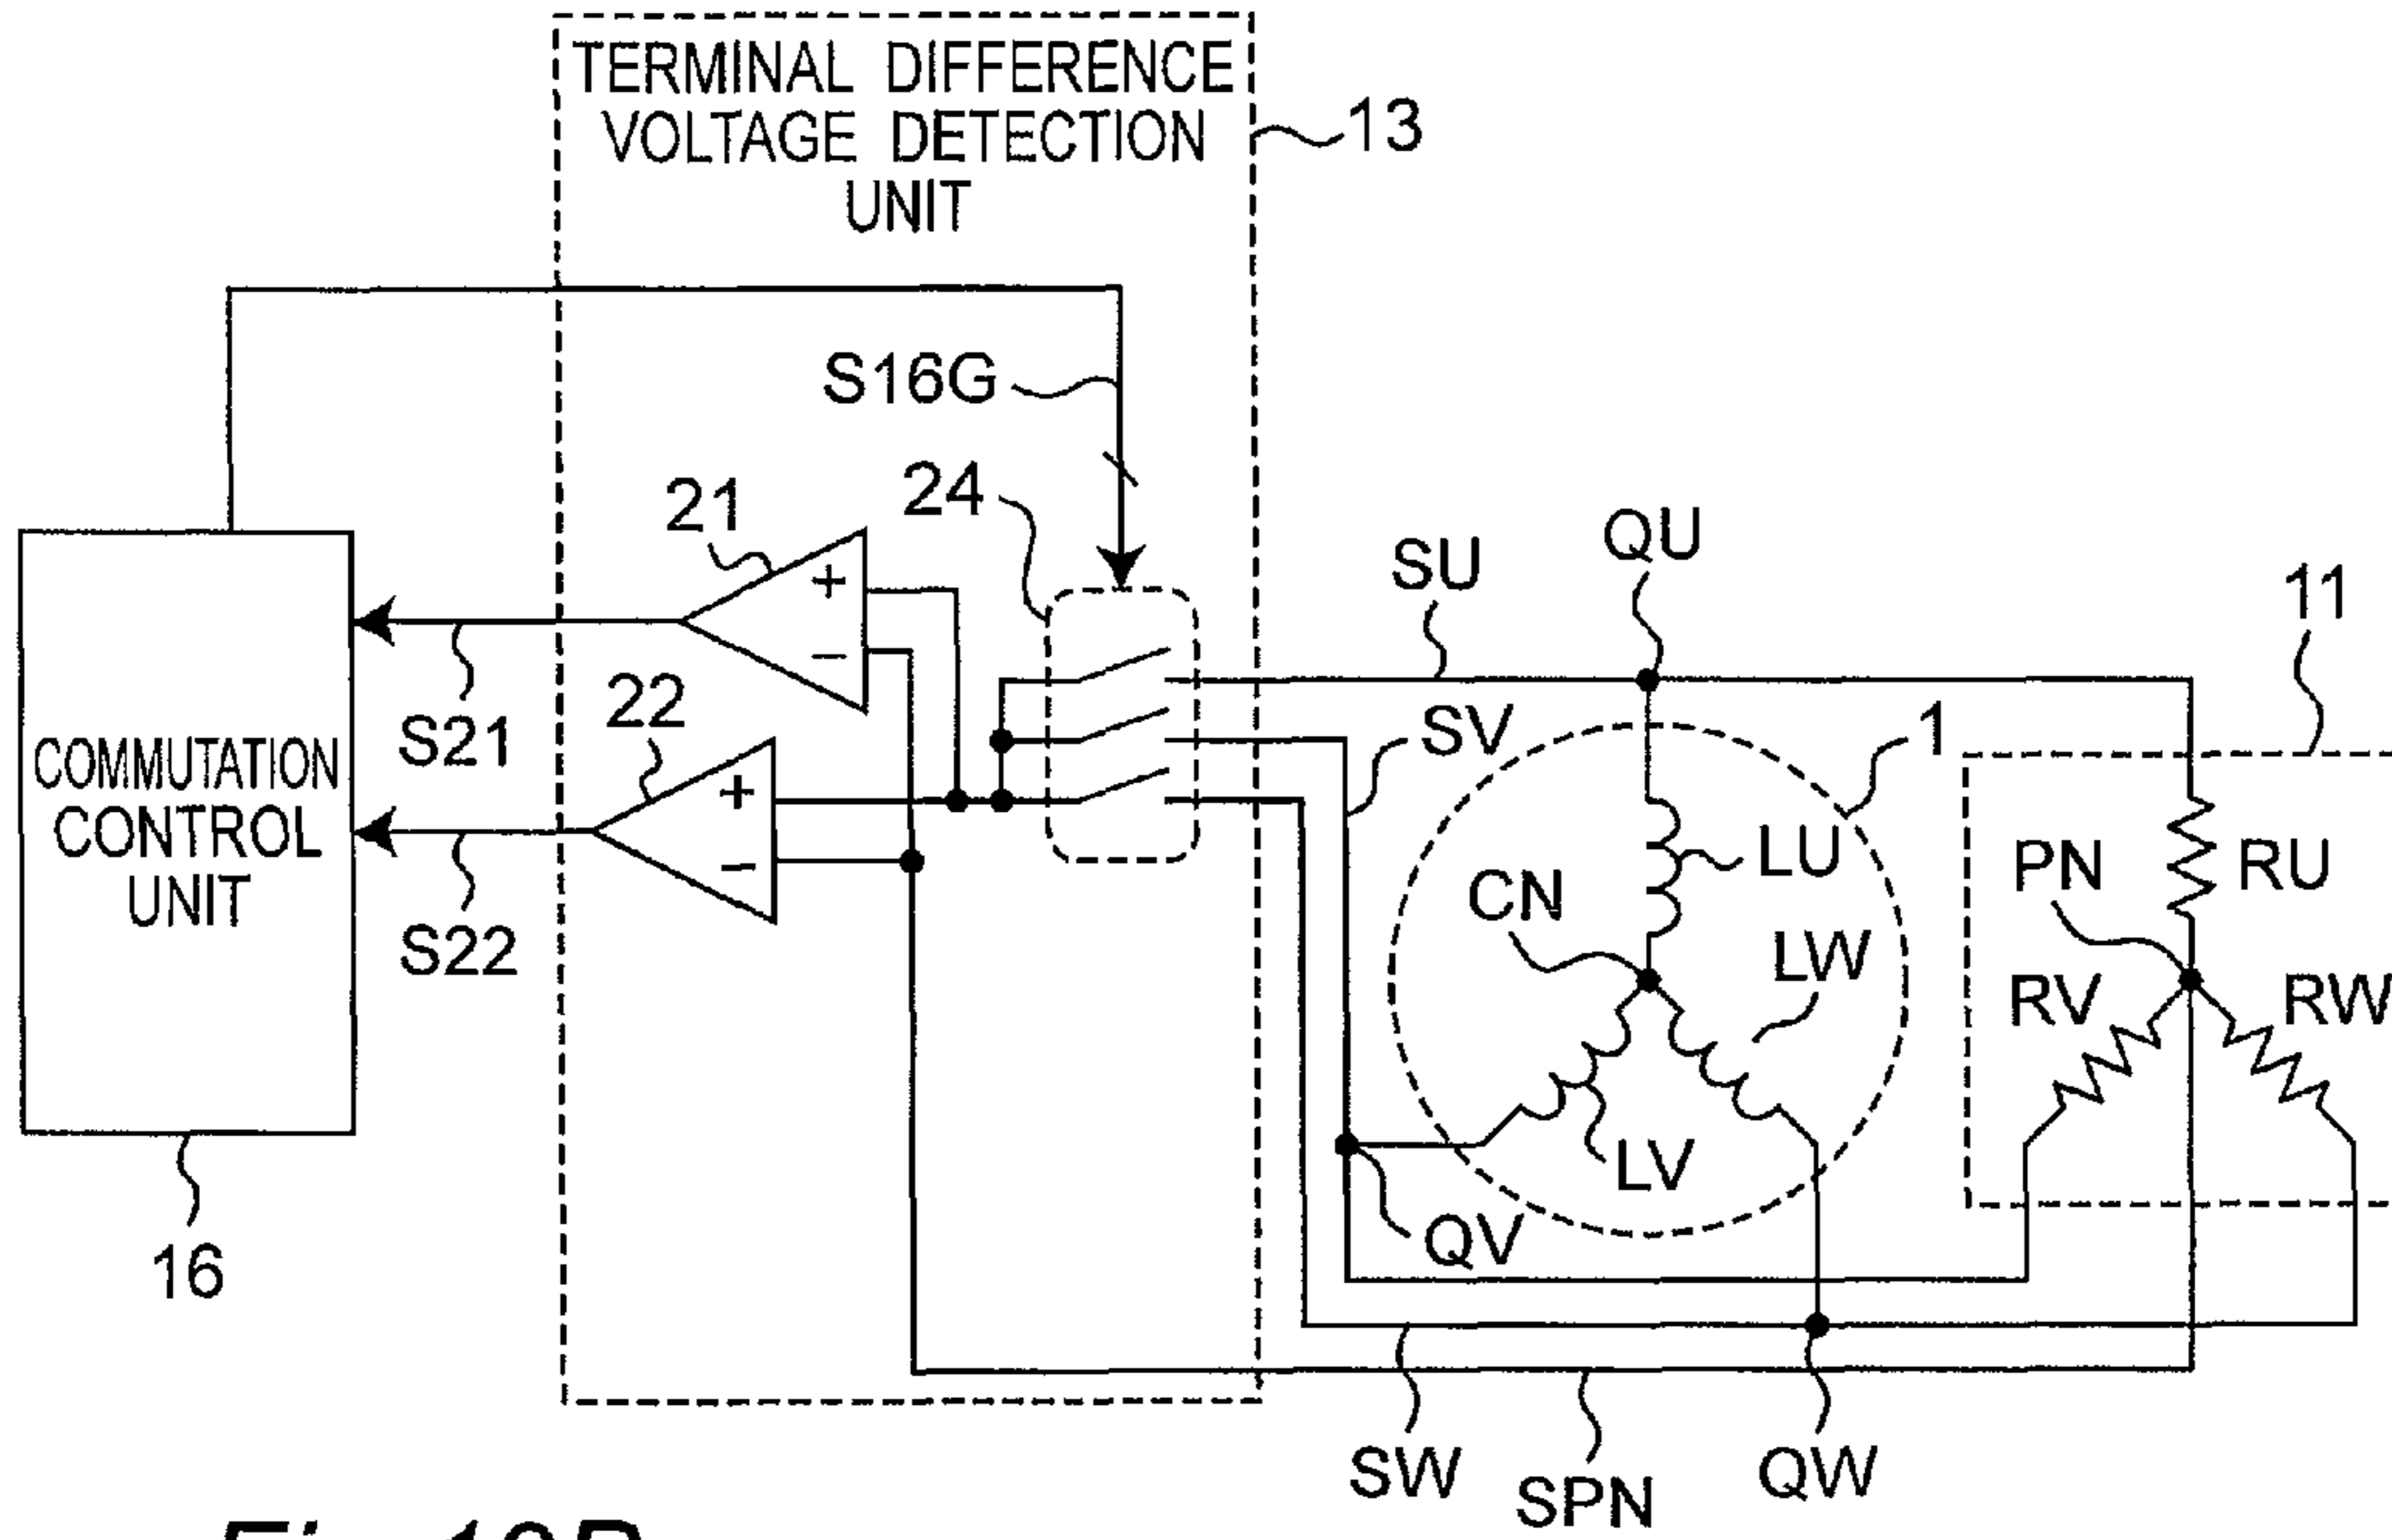 TERMINAL DIFFERENCE
VOLTAGE DETECTION
UNIT
13
S16G
24
21
22
S21
S22
COMMUTATION
CONTROL
UNIT
16
SU
QU
11
SV
1
LU
CN
LW
LV
QV
PN
RU
RV
RW
SW
SPN
QW